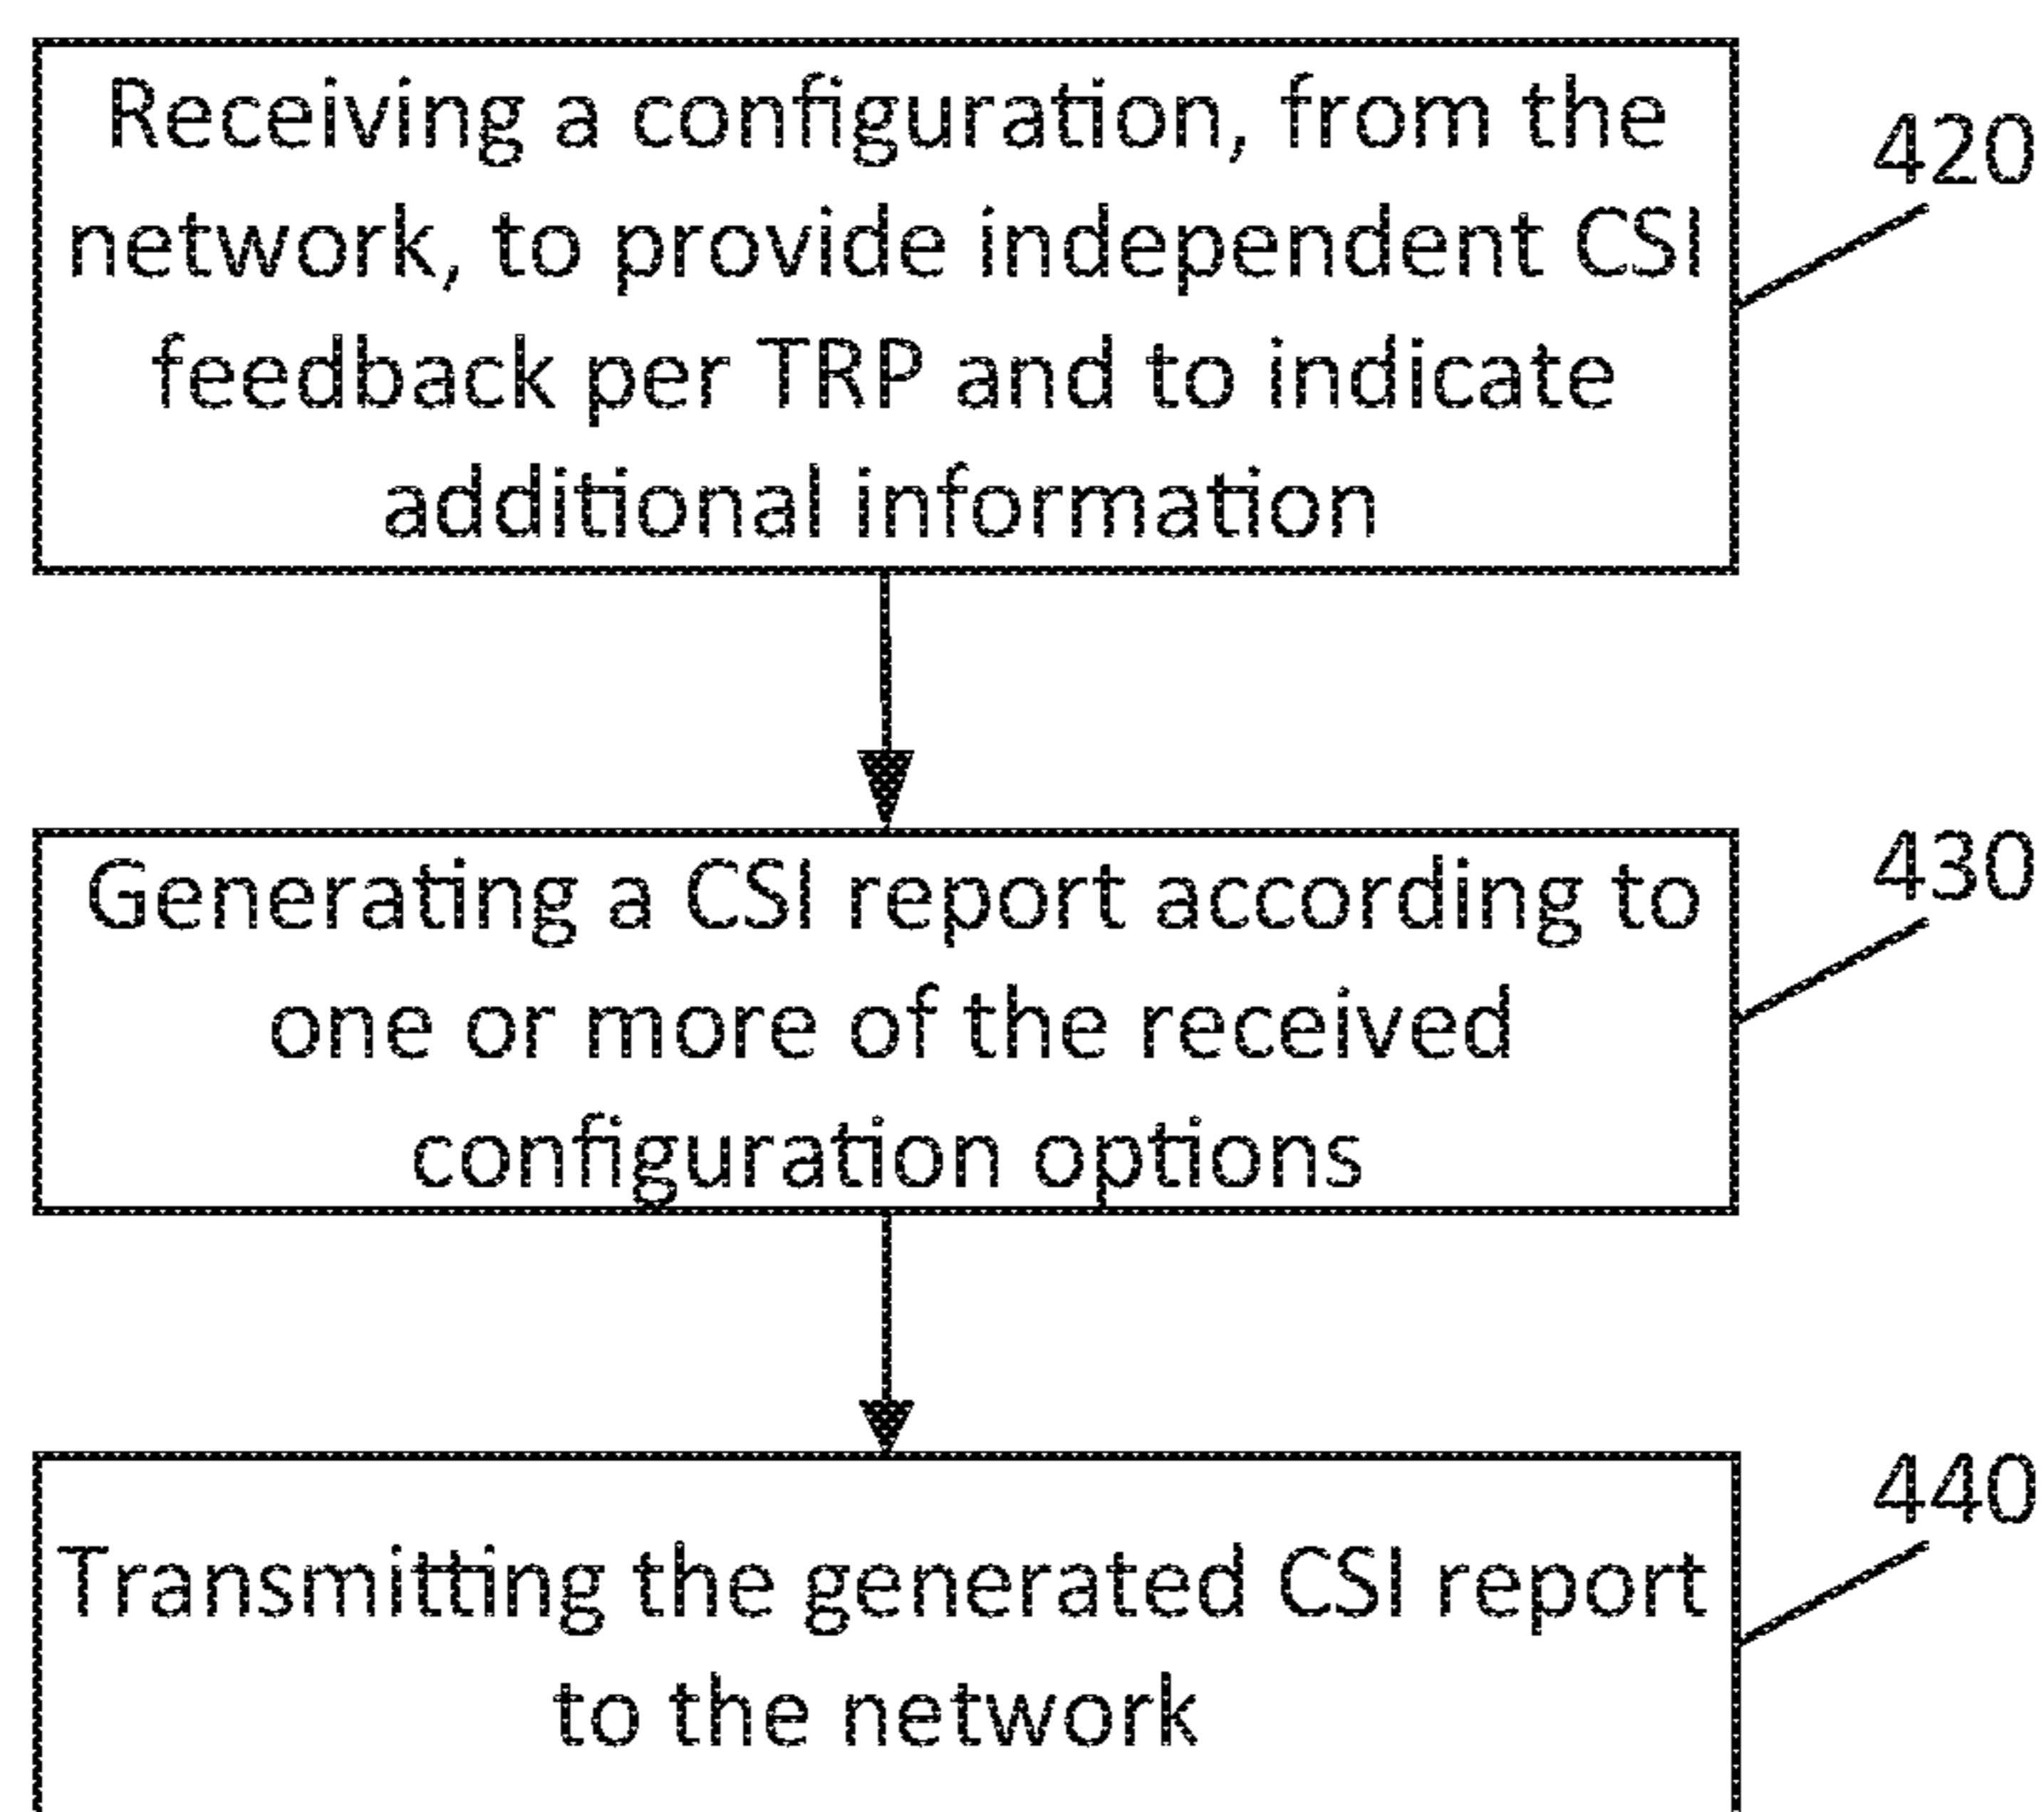 Receiving a configuration, from the
network, to provide independent CSI
feedback per TRP and to indicate
additional information
420
Generating a CSI report according to
one or more of the received
configuration options
430
Transmitting the generated CSI report
to the network
440